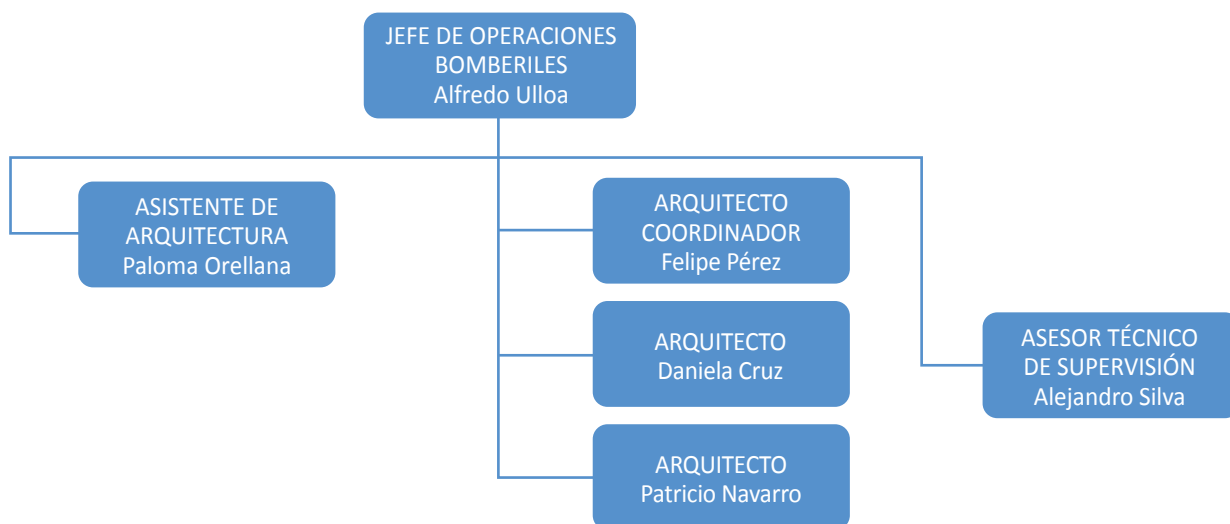 JEFE DE OPERACIONES
BOMBERILES
Alfredo Ulloa
ASISTENTE DE
ARQUITECTURA
Paloma Orellana
ARQUITECTO
COORDINADOR
Felipe Pérez
ARQUITECTO
Daniela Cruz
ARQUITECTO
Patricio Navarro
ASESOR TÉCNICO
DE SUPERVISIÓN
Alejandro Silva